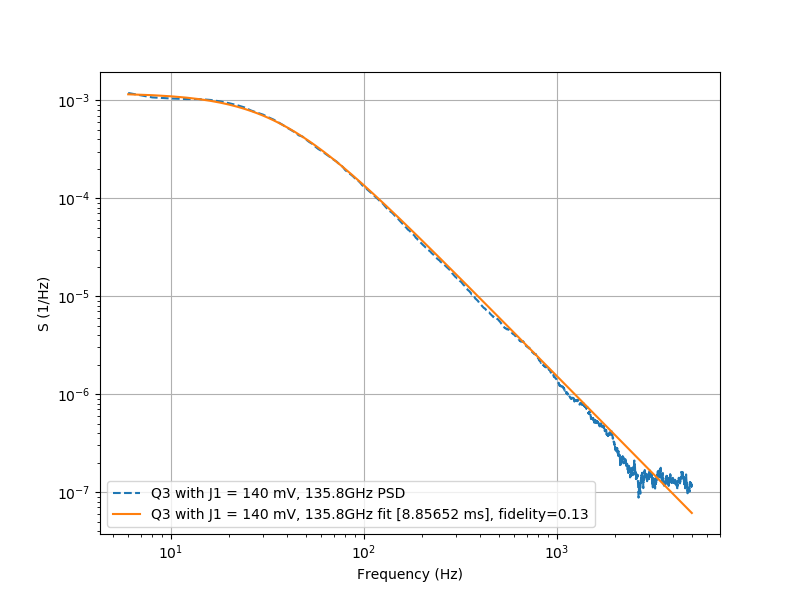 10⁻³
10⁻⁴
10⁻⁵
10⁻⁶
10⁻⁷
S (1/Hz)
Q3 with J1 = 140 mV, 135.8GHz PSD
Q3 with J1 = 140 mV, 135.8GHz fit [8.85652 ms], fidelity=0.13
10¹ 10² 10³
Frequency (Hz)